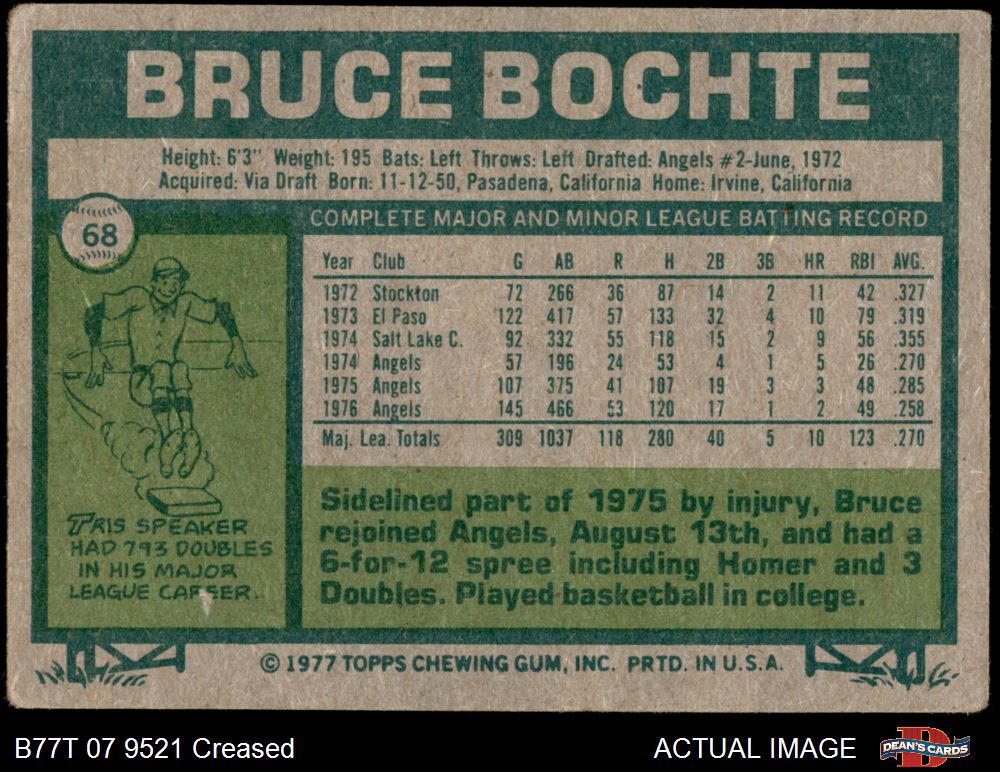 BRUCE BOCHTE
Height: 6'3" Weight: 195 Bats: Left Throws: Left Drafted: Angels #2-June, 1972
Acquired: Via Draft Born: 11-12-50, Pasadena, California Home: Irvine, California
68
COMPLETE MAJOR AND MINOR LEAGUE BATTING RECORD
Year Club G AB R H 2B 3B HR RBI AVG.
1972 Stockton 72 266 36 87 14 2 11 42 .327
1973 El Paso 122 417 57 133 32 4 10 79 .319
1974 Salt Lake C. 92 332 55 118 15 2 9 56 .355
1974 Angels 57 196 24 53 4 1 5 26 .270
1975 Angels 107 375 41 107 19 3 3 48 .285
1976 Angels 145 466 53 120 17 1 2 49 .258
Maj. Lea. Totals 309 1037 118 280 40 5 10 123 .270
TRIS SPEAKER
HAD 793 DOUBLES
IN HIS MAJOR
LEAGUE CAREER.
Sidelined part of 1975 by injury, Bruce
rejoined Angels, August 13th, and had a
6-for-12 spree including Homer and 3
Doubles. Played basketball in college.
© 1977 TOPPS CHEWING GUM, INC. PRTD. IN U.S.A.
B77T 07 9521 Creased
ACTUAL IMAGE
DEAN'S CARDS